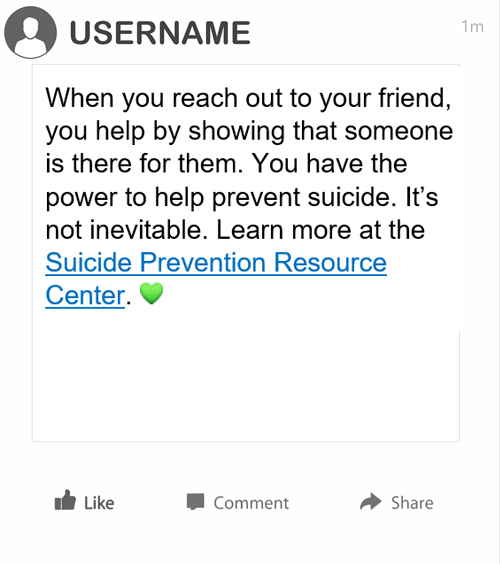 USERNAME
1m
When you reach out to your friend,
you help by showing that someone
is there for them. You have the
power to help prevent suicide. It’s
not inevitable. Learn more at the
Suicide Prevention Resource
Center. 💚
Like
Comment
Share